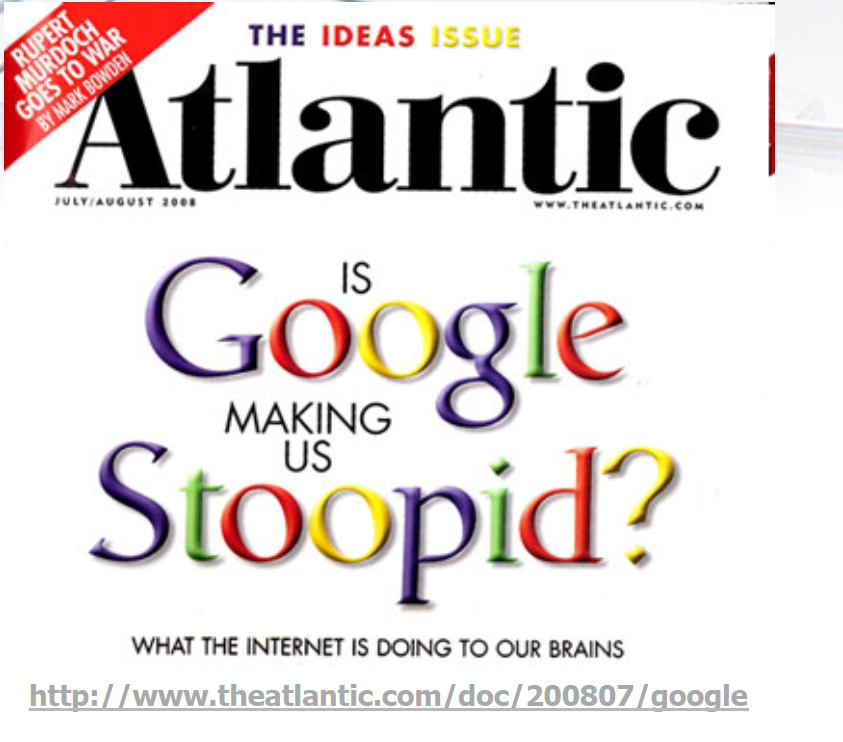 RUPERT
MURDOCH
GOES TO WAR
BY MARK BOWDEN
THE IDEAS ISSUE
Atlantic
JULY/AUGUST 2008
WWW.THEATLANTIC.COM
IS
Google
MAKING
US
Stoopid?
WHAT THE INTERNET IS DOING TO OUR BRAINS
http://www.theatlantic.com/doc/200807/google